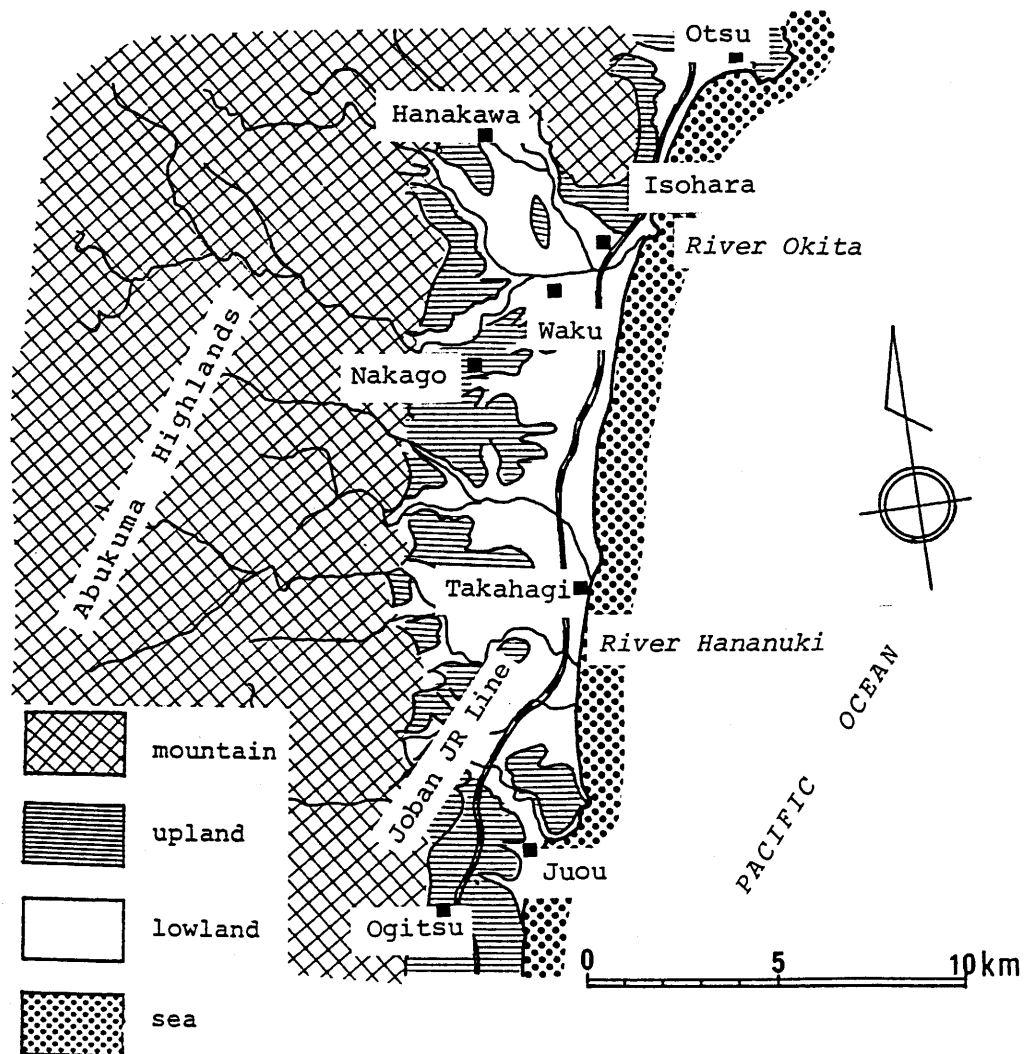 Otsu
Hanakawa
Isohara
River Okita
Waku
Nakago
Abukuma Highlands
Takahagi
River Hananuki
Joban JR Line
PACIFIC OCEAN
mountain
upland
lowland
sea
Juou
Ogitsu
0 5 10km